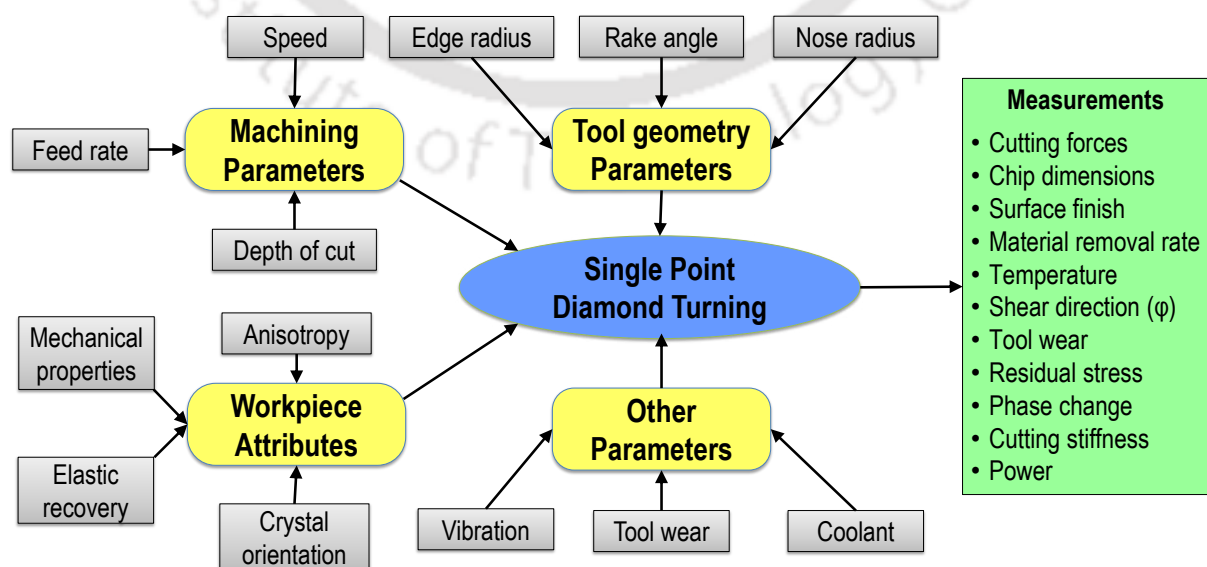 Speed
Edge radius
Rake angle
Nose radius
Feed rate
Machining
Parameters
Depth of cut
Tool geometry
Parameters
Single Point
Diamond Turning
Mechanical
properties
Anisotropy
Elastic
recovery
Workpiece
Attributes
Crystal
orientation
Other
Parameters
Vibration
Tool wear
Coolant
Measurements
• Cutting forces
• Chip dimensions
• Surface finish
• Material removal rate
• Temperature
• Shear direction (φ)
• Tool wear
• Residual stress
• Phase change
• Cutting stiffness
• Power